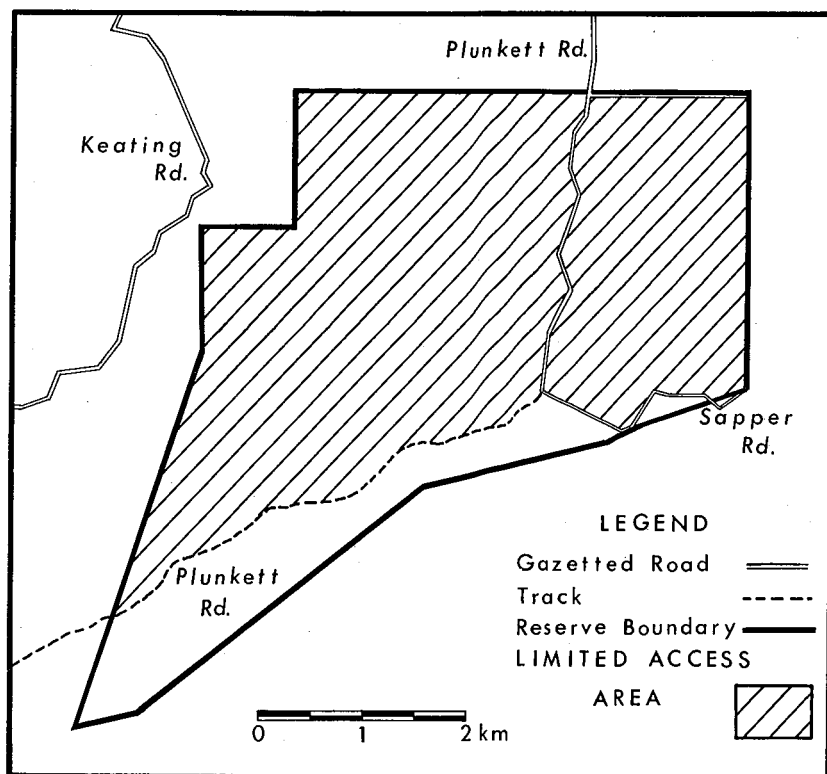 Plunkett
Rd.
Keating
Rd.
Sapper
Rd.
Plunkett
Rd.
LEGEND
Gazetted Road
Track
Reserve Boundary
LIMITED ACCESS
AREA
0 1 2 km